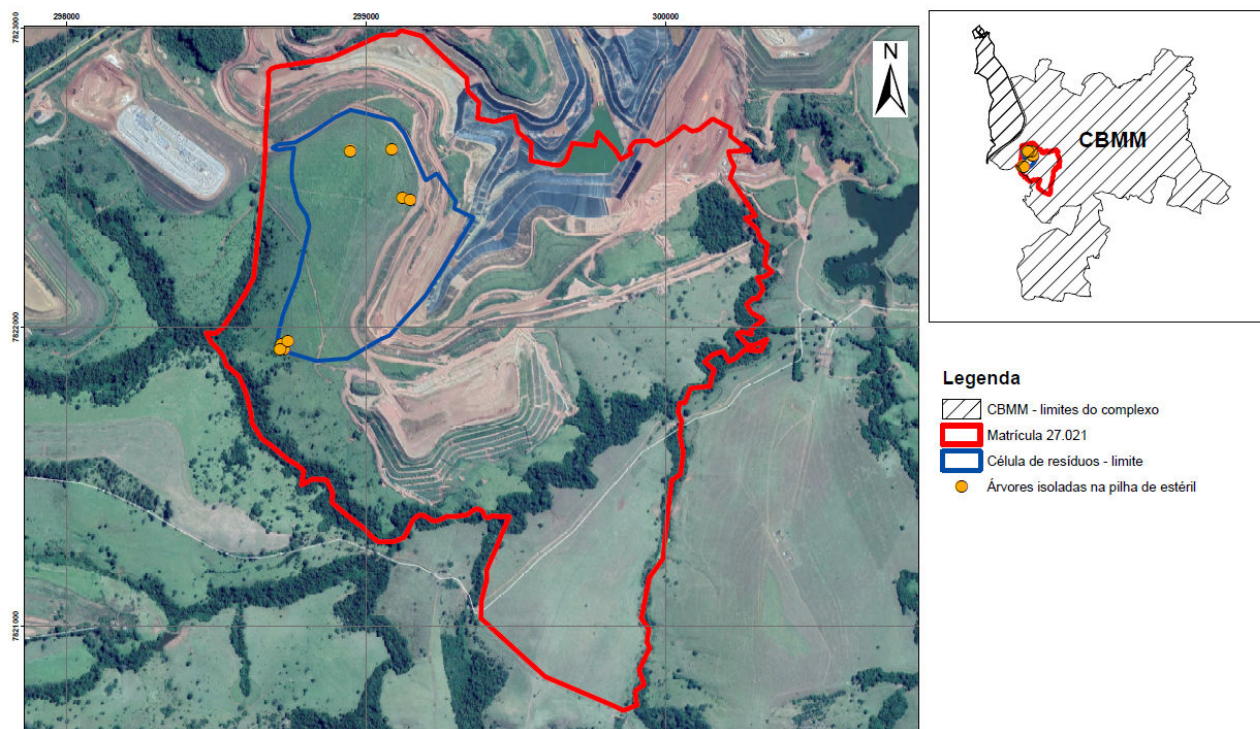 298000
299000
300000
7823000
7822000
7821000
N
CBMM
Legenda
CBMM - limites do complexo
Matrícula 27.021
Célula de resíduos - limite
Árvores isoladas na pilha de estéril